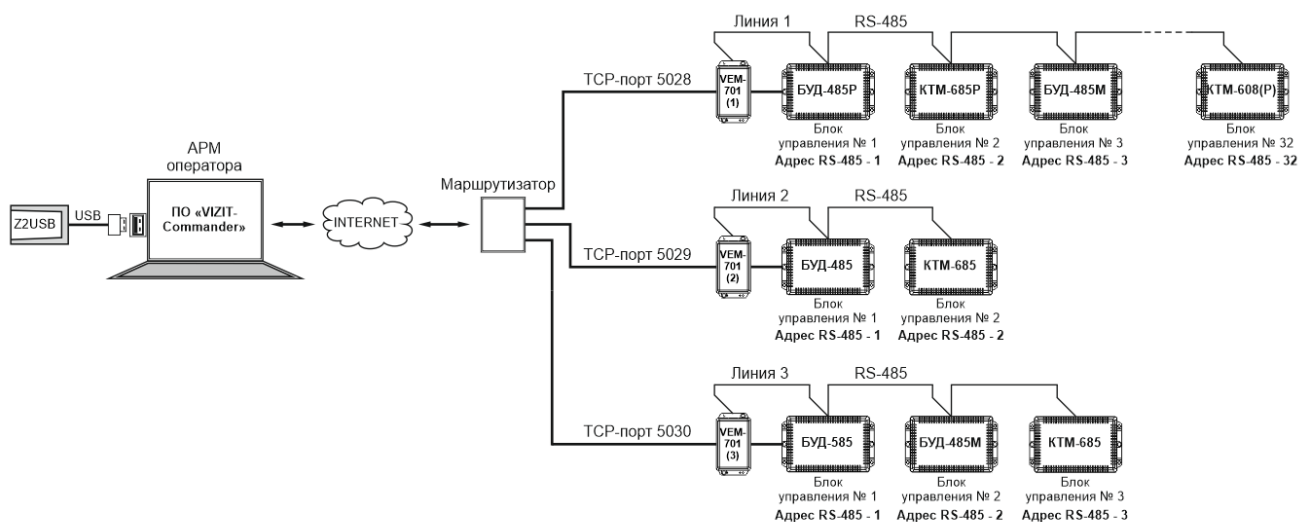 Линия 1
RS-485
TCP-порт 5028
VEM-
701
(1)
БУД-485Р
КТМ-685Р
БУД-485М
КТМ-608(Р)
Блок
управления № 1
Адрес RS-485 - 1
Блок
управления № 2
Адрес RS-485 - 2
Блок
управления № 3
Адрес RS-485 - 3
Блок
управления № 32
Адрес RS-485 - 32
АРМ
оператора
Z2USB
USB
ПО «VIZIT-
Commander»
INTERNET
Маршрутизатор
Линия 2
RS-485
TCP-порт 5029
VEM-
701
(2)
БУД-485
КТМ-685
Блок
управления № 1
Адрес RS-485 - 1
Блок
управления № 2
Адрес RS-485 - 2
Линия 3
RS-485
TCP-порт 5030
VEM-
701
(3)
БУД-585
БУД-485М
КТМ-685
Блок
управления № 1
Адрес RS-485 - 1
Блок
управления № 2
Адрес RS-485 - 2
Блок
управления № 3
Адрес RS-485 - 3